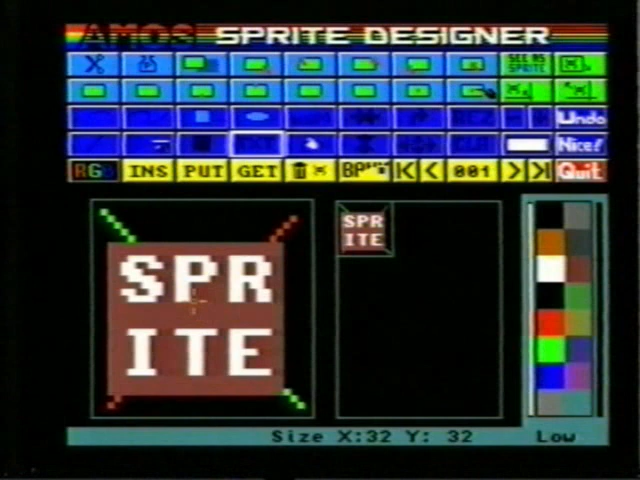 AMOS SPRITE DESIGNER
SEE AS
SPRITE
Undo
Nice!
RGB INS PUT GET 001 Quit
SPR
ITE
SPR
ITE
Size X:32 Y: 32 Low